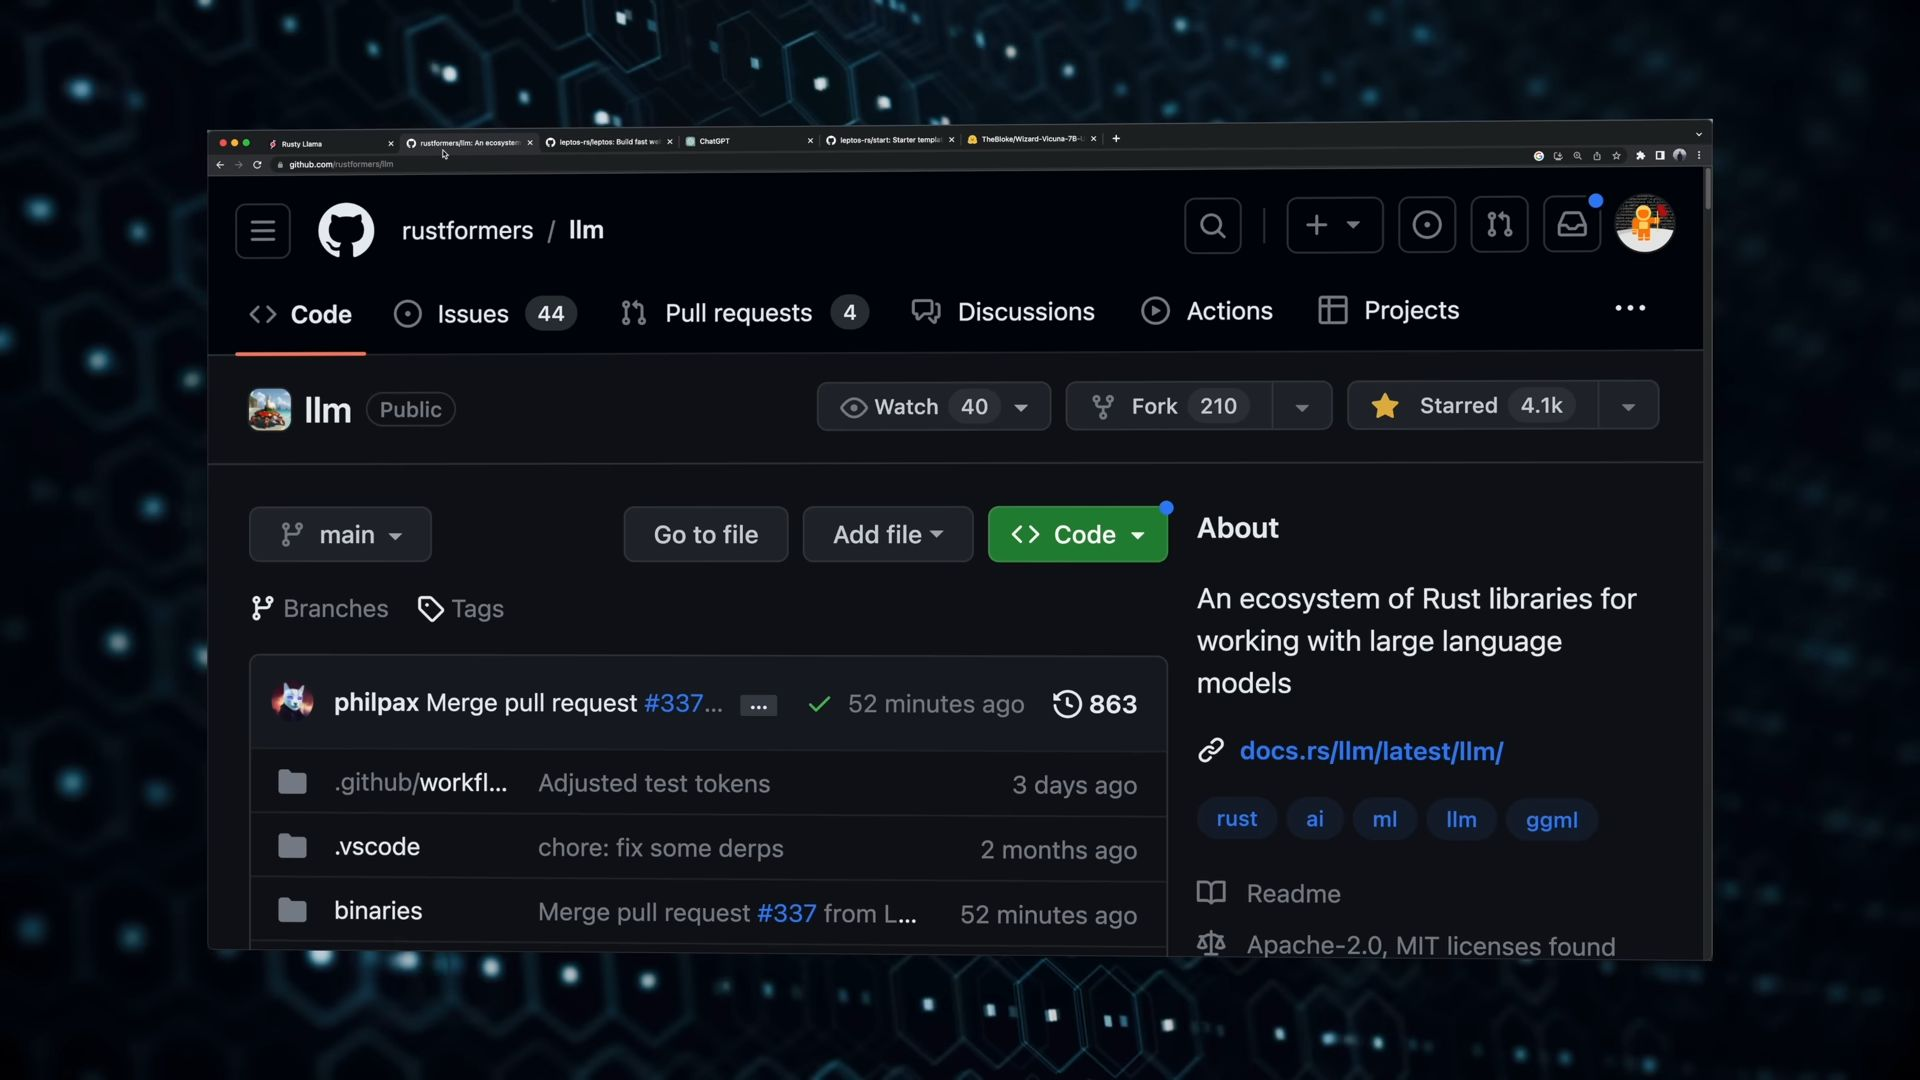 Rusty Llama
rustformers/llm: An ecosystem
leptos-rs/leptos: Build fast we
ChatGPT
leptos-rs/start: Starter templa
TheBloke/Wizard-Vicuna-7B-U
github.com/rustformers/llm
rustformers / llm
Code
Issues 44
Pull requests 4
Discussions
Actions
Projects
llm Public
Watch 40
Fork 210
Starred 4.1k
main
Go to file
Add file
Code
Branches
Tags
philpax Merge pull request #337... ... 52 minutes ago 863
.github/workfl... Adjusted test tokens 3 days ago
.vscode chore: fix some derps 2 months ago
binaries Merge pull request #337 from L... 52 minutes ago
About
An ecosystem of Rust libraries for
working with large language
models
docs.rs/llm/latest/llm/
rust ai ml llm ggml
Readme
Apache-2.0, MIT licenses found